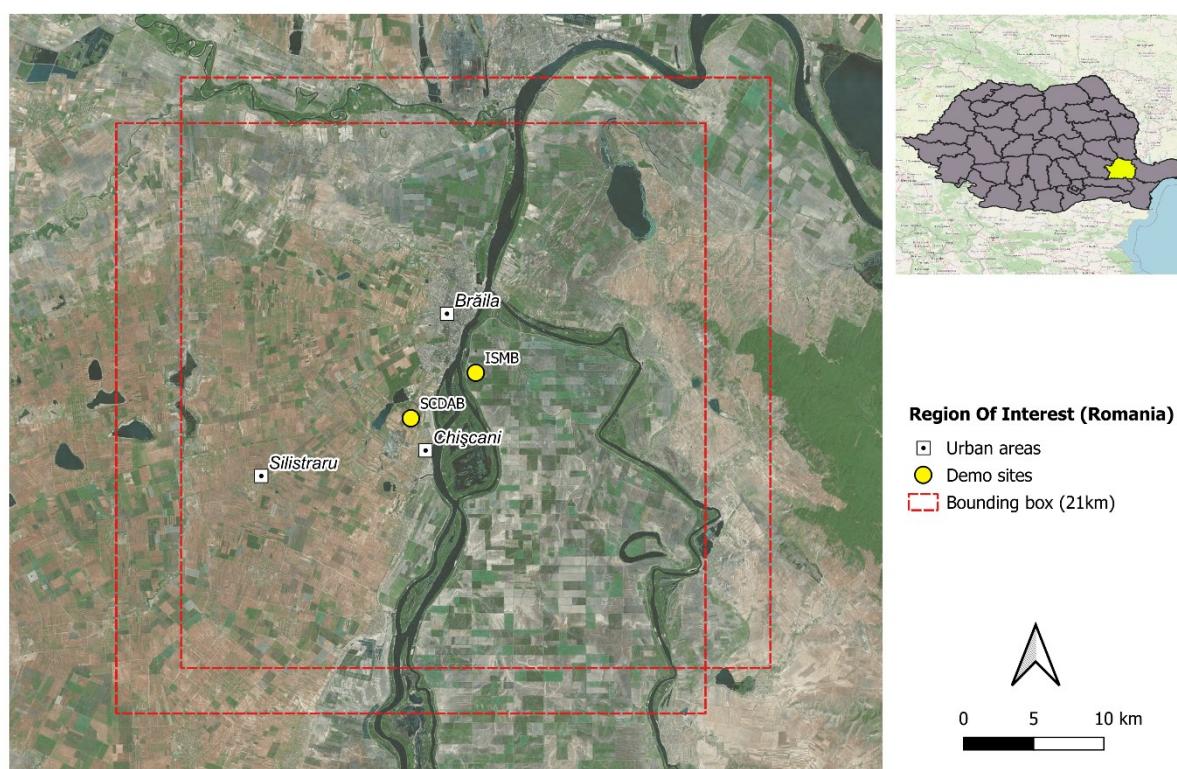 Brăila
ISMB
SCDAB
Chişcani
Silistraru
Region Of Interest (Romania)
Urban areas
Demo sites
Bounding box (21km)
0 5 10 km